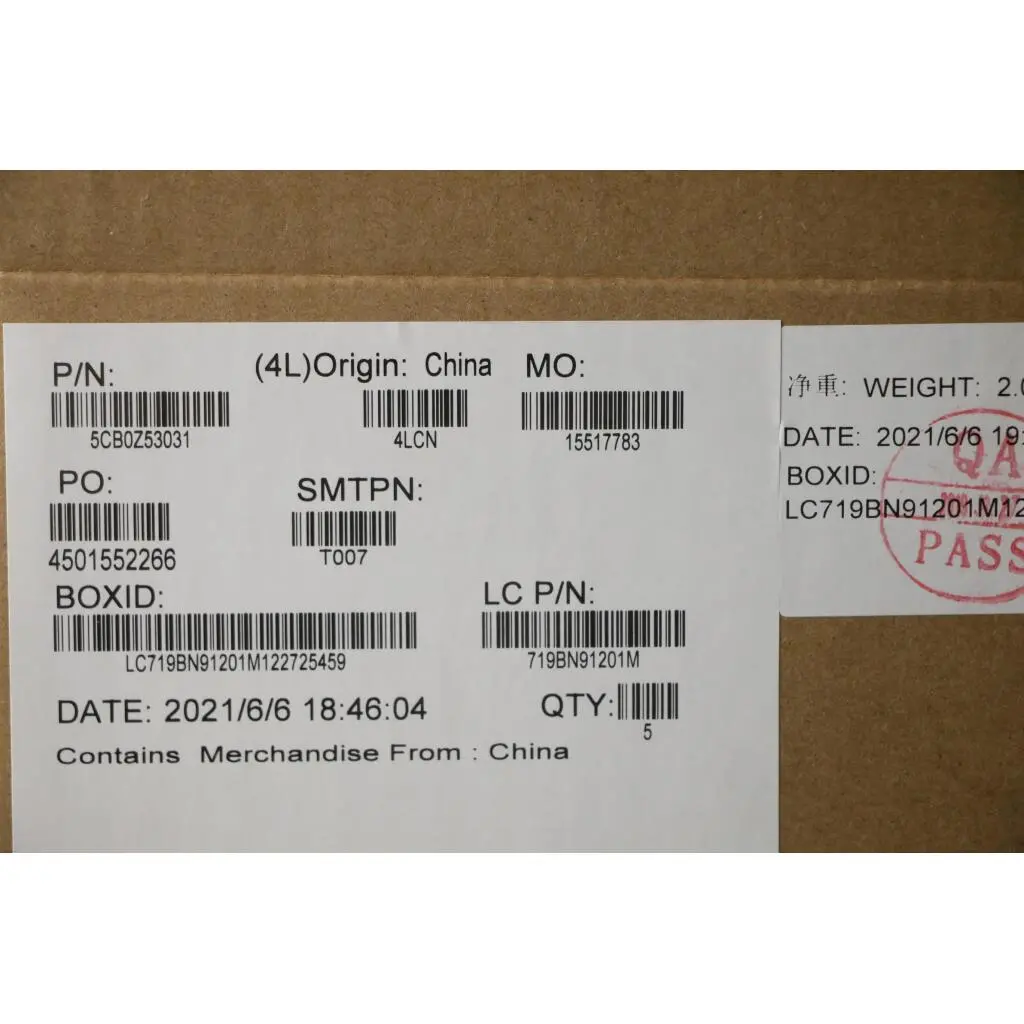 P/N:
(4L)Origin: China
MO:
5CB0Z53031
4LCN
15517783
PO:
SMTPN:
4501552266
T007
BOXID:
LC P/N:
LC719BN91201M122725459
719BN91201M
DATE: 2021/6/6 18:46:04
QTY:
5
Contains Merchandise From : China
净重: WEIGHT: 2.0
DATE: 2021/6/6 19:
BOXID:
LC719BN91201M12
QA
PASS